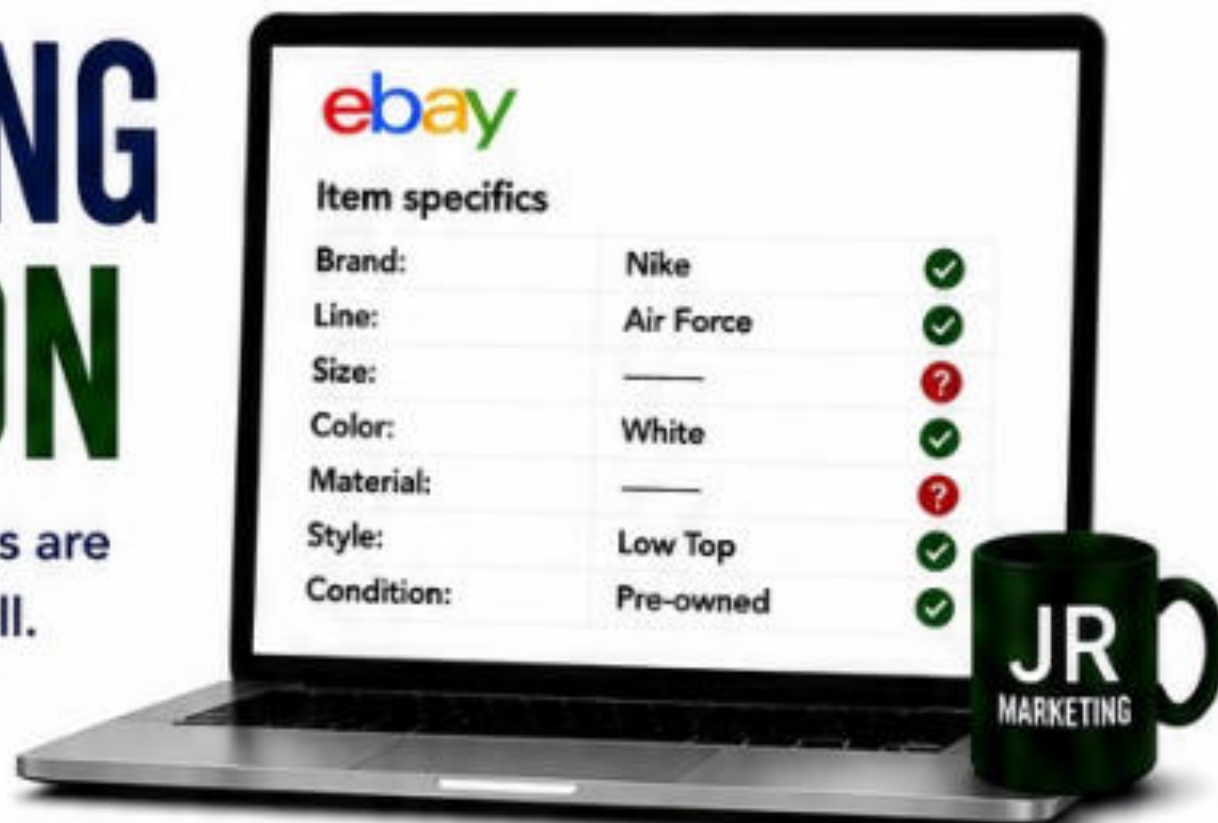 NG
ON
s are
ll.
ebay
Item specifics
Brand: Nike
Line: Air Force
Size: ——
Color: White
Material: ——
Style: Low Top
Condition: Pre-owned
JR
MARKETING